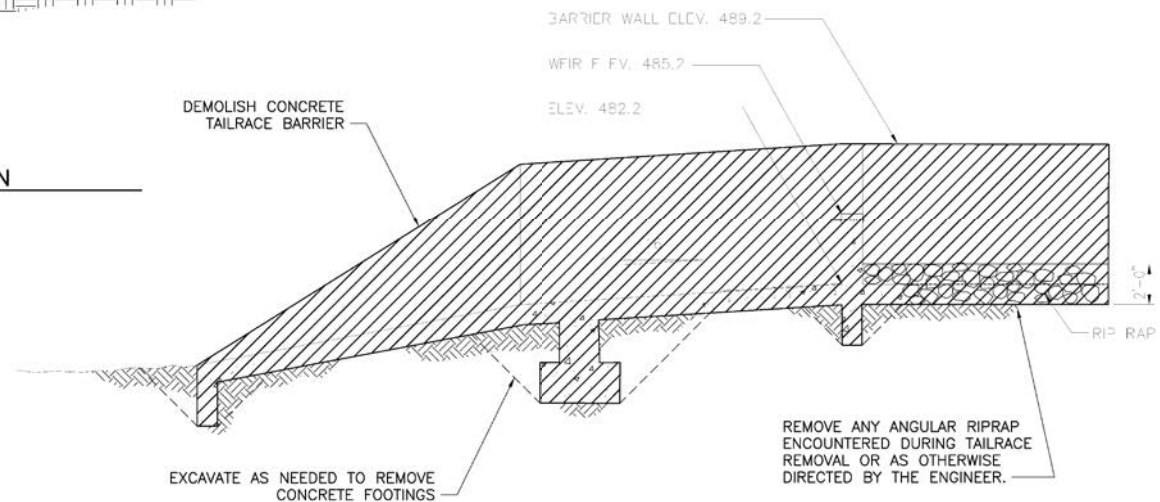 BARRIER WALL ELEV. 489.2
WEIR ELEV. 485.2
ELEV. 482.2
DEMOLISH CONCRETE
TAILRACE BARRIER
N
2'-0"
RIP RAP
REMOVE ANY ANGULAR RIPRAP
ENCOUNTERED DURING TAILRACE
REMOVAL OR AS OTHERWISE
DIRECTED BY THE ENGINEER.
EXCAVATE AS NEEDED TO REMOVE
CONCRETE FOOTINGS